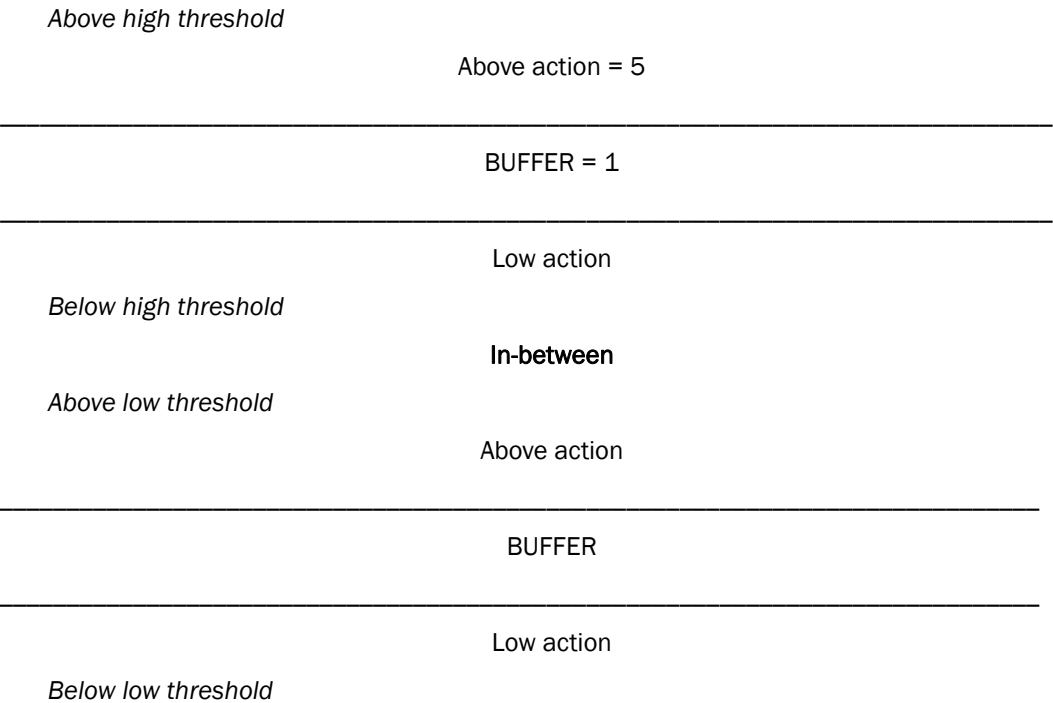 Above high threshold
Above action = 5
BUFFER = 1
Low action
Below high threshold
In-between
Above low threshold
Above action
BUFFER
Low action
Below low threshold